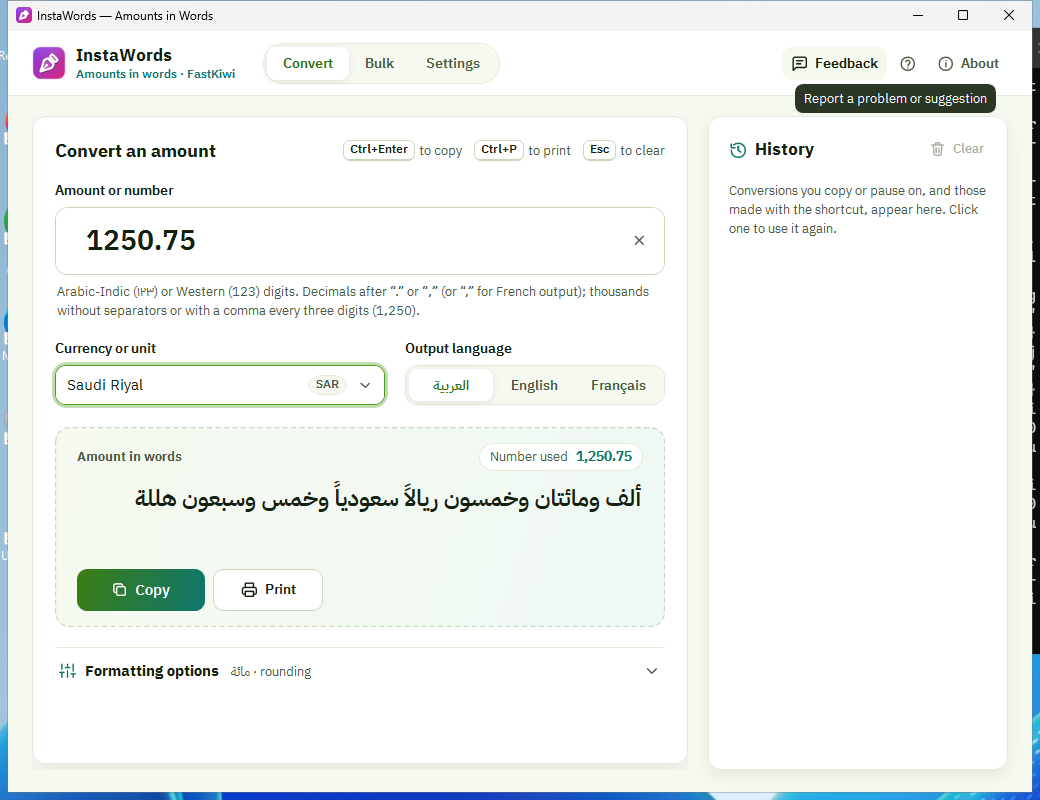 InstaWords — Amounts in Words
InstaWords
Amounts in words · FastKiwi
Convert
Bulk
Settings
Feedback
About
Report a problem or suggestion
Convert an amount
Ctrl+Enter to copy
Ctrl+P to print
Esc to clear
Amount or number
1250.75
Arabic-Indic (١٢٣) or Western (123) digits. Decimals after “.” or “,” (or “,” for French output); thousands
without separators or with a comma every three digits (1,250).
Currency or unit
Saudi Riyal
SAR
Output language
العربية
English
Français
Amount in words
Number used 1,250.75
ألف ومائتان وخمسون ريالاً سعودياً وخمس وسبعون هللة
Copy
Print
Formatting options
مائة · rounding
History
Clear
Conversions you copy or pause on, and those
made with the shortcut, appear here. Click
one to use it again.